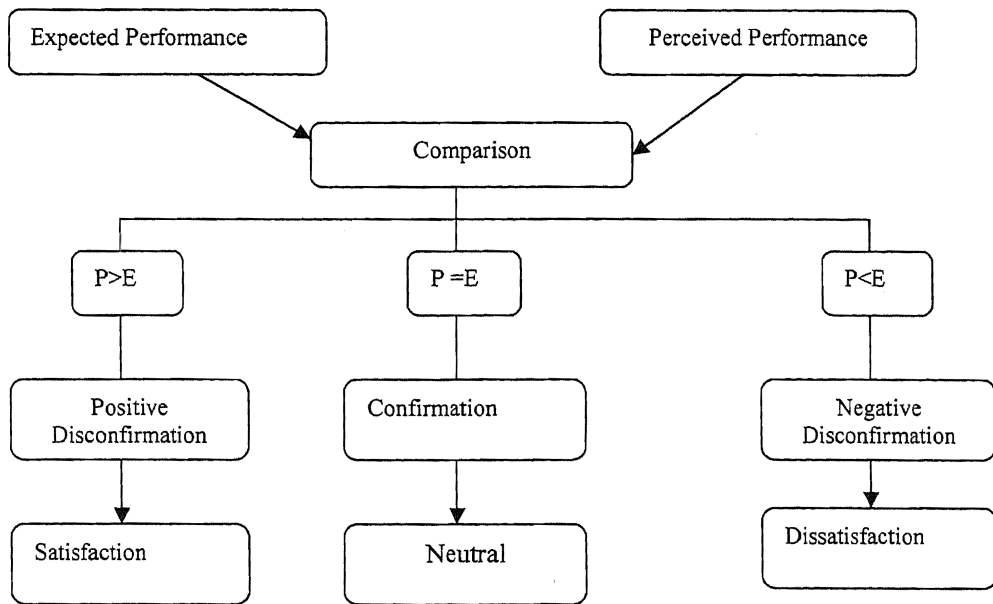 Expected Performance
Perceived Performance
Comparison
P>E
P =E
P<E
Positive
Disconfirmation
Confirmation
Negative
Disconfirmation
Satisfaction
Neutral
Dissatisfaction